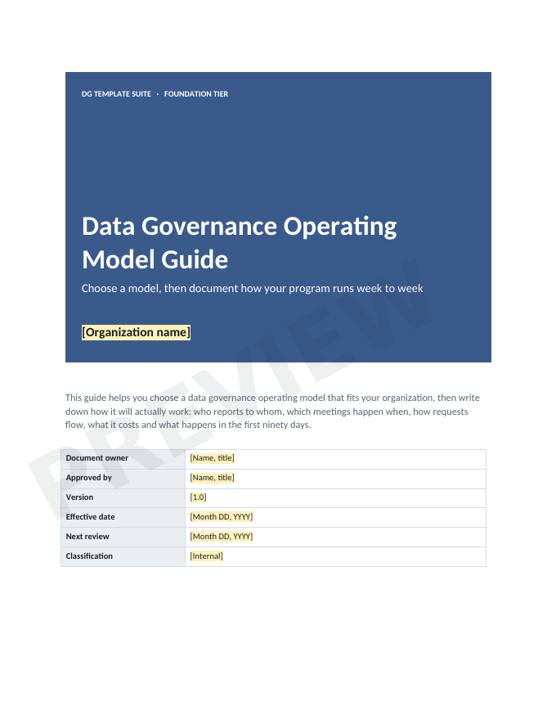 DG TEMPLATE SUITE · FOUNDATION TIER
Data Governance Operating
Model Guide
Choose a model, then document how your program runs week to week
[Organization name]
PREVIEW
This guide helps you choose a data governance operating model that fits your organization, then write
down how it will actually work: who reports to whom, which meetings happen when, how requests
flow, what it costs and what happens in the first ninety days.
Document owner [Name, title]
Approved by [Name, title]
Version [1.0]
Effective date [Month DD, YYYY]
Next review [Month DD, YYYY]
Classification [Internal]